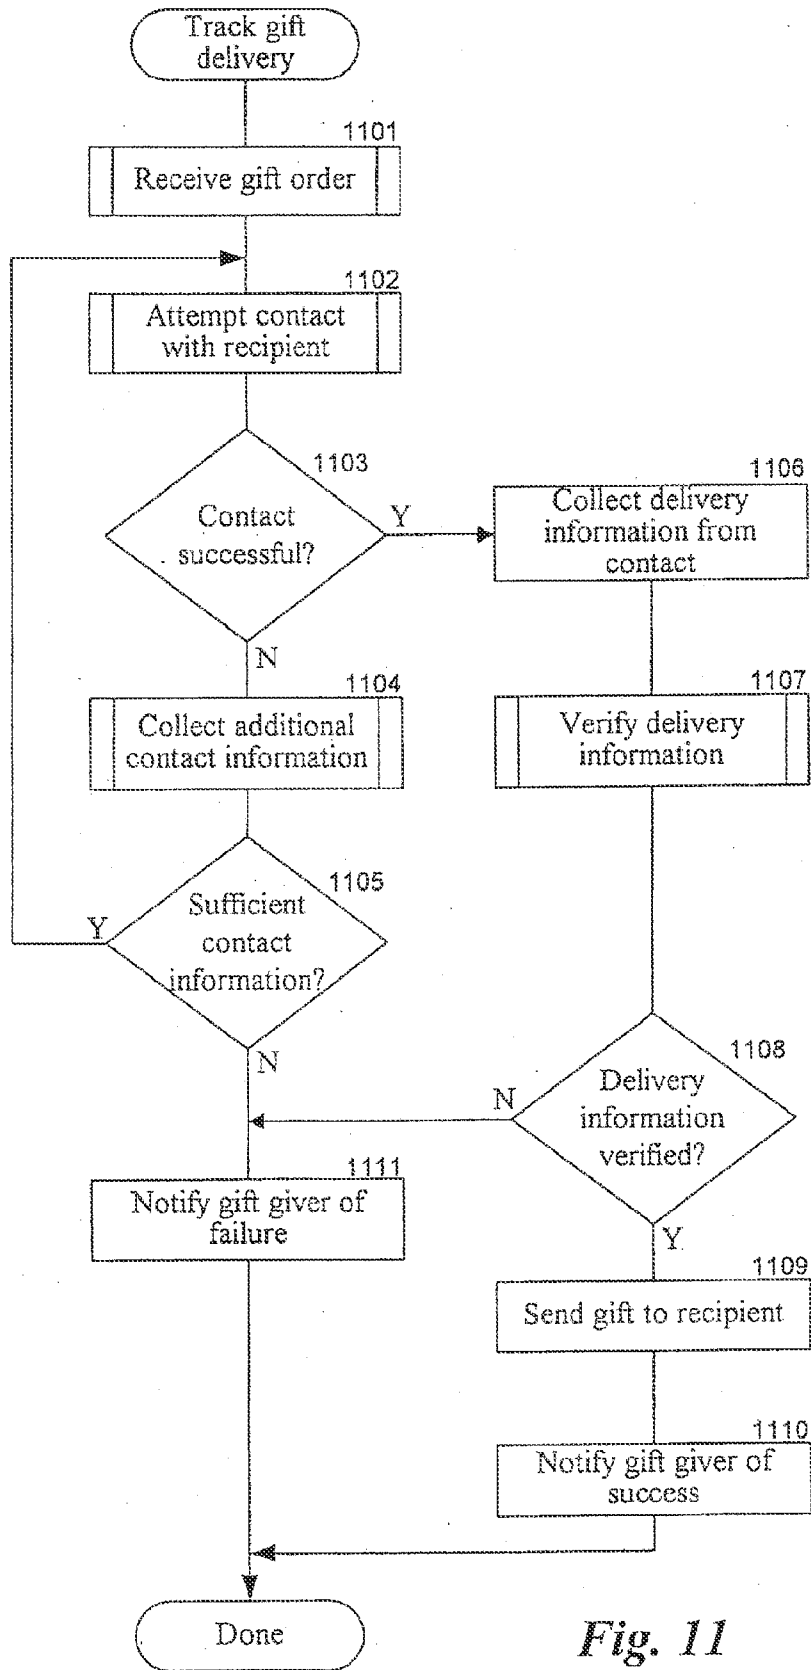 Track gift
delivery
1101
Receive gift order
1102
Attempt contact
with recipient
1103
Contact
successful?
Y
N
1106
Collect delivery
information from
contact
1104
Collect additional
contact information
1107
Verify delivery
information
1105
Sufficient
contact
information?
Y
N
1108
Delivery
information
verified?
N
Y
1111
Notify gift giver of
failure
1109
Send gift to recipient
1110
Notify gift giver of
success
Done
Fig. 11